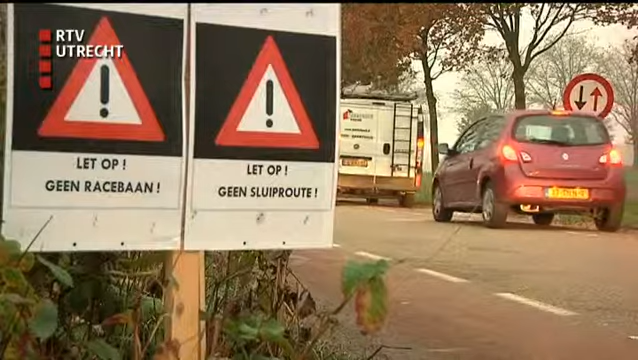 RTV
UTRECHT
LET OP !
GEEN RACEBAAN !
LET OP !
GEEN SLUIPROUTE !